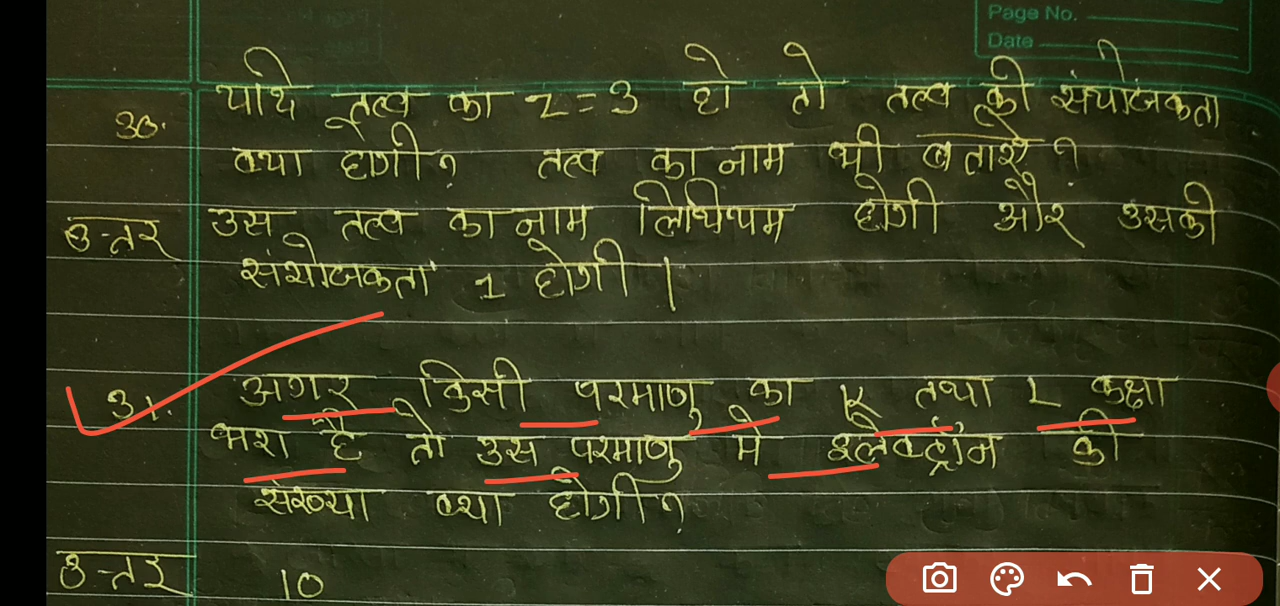 Page No.
Date
30. यदि तत्व का Z = 3 हो तो तत्व की संयोजकता
क्या होगी? तत्व का नाम भी बताऐ?
उत्तर उस तत्व का नाम लिथियम होगी और उसकी
संयोजकता 1 होगी।
31. अगर किसी परमाणु का K तथा L कक्षा
भरा है तो उस परमाणु मे इलेक्ट्रॉन की
संख्या क्या होगी?
उत्तर 10